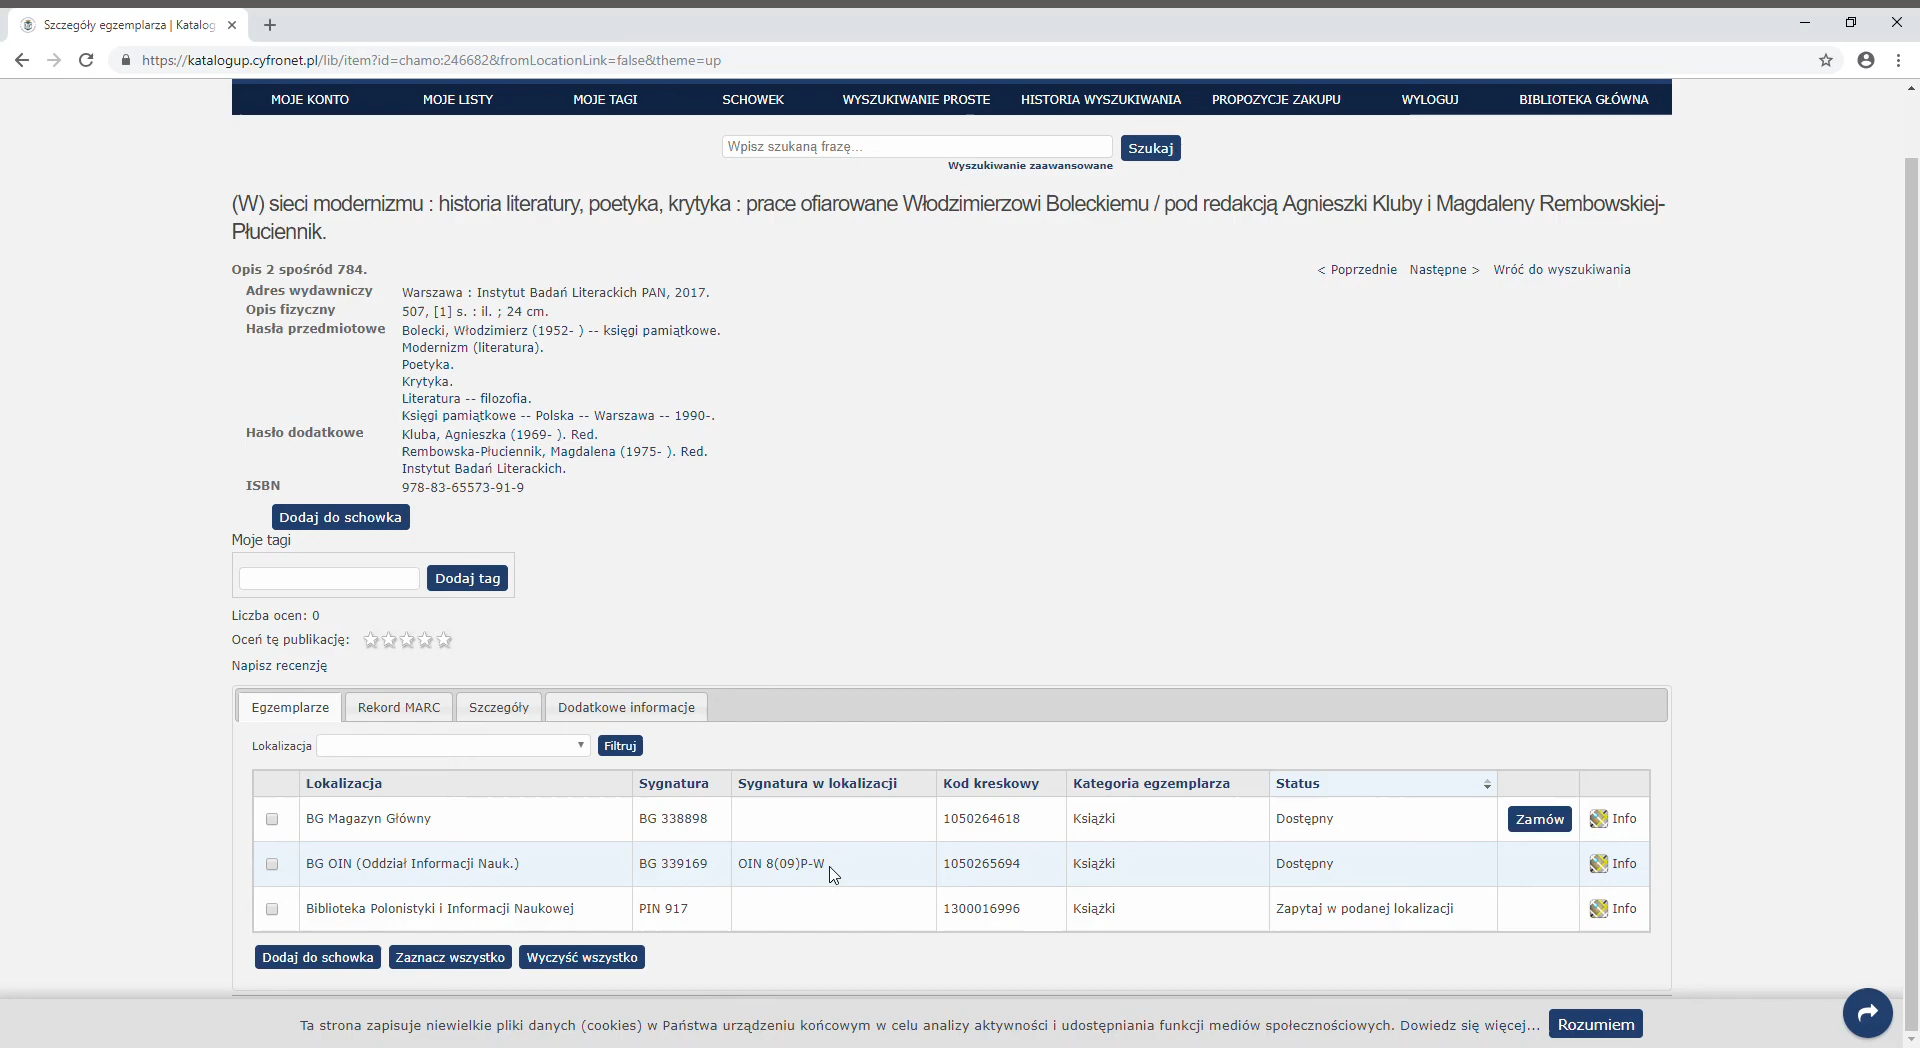 Szczegóły egzemplarza | Katalog
https://katalogup.cyfronet.pl/lib/item?id=chamo:246682&fromLocationLink=false&theme=up
MOJE KONTO MOJE LISTY MOJE TAGI SCHOWEK WYSZUKIWANIE PROSTE HISTORIA WYSZUKIWANIA PROPOZYCJE ZAKUPU WYLOGUJ BIBLIOTEKA GŁÓWNA
Wpisz szukaną frazę... Szukaj
Wyszukiwanie zaawansowane
(W) sieci modernizmu : historia literatury, poetyka, krytyka : prace ofiarowane Włodzimierzowi Boleckiemu / pod redakcją Agnieszki Kluby i Magdaleny Rembowskiej-
Płuciennik.
Opis 2 spośród 784. < Poprzednie Następne > Wróć do wyszukiwania
Adres wydawniczy Warszawa : Instytut Badań Literackich PAN, 2017.
Opis fizyczny 507, [1] s. : il. ; 24 cm.
Hasła przedmiotowe Bolecki, Włodzimierz (1952- ) -- księgi pamiątkowe.
Modernizm (literatura).
Poetyka.
Krytyka.
Literatura -- filozofia.
Księgi pamiątkowe -- Polska -- Warszawa -- 1990-.
Hasło dodatkowe Kluba, Agnieszka (1969- ). Red.
Rembowska-Płuciennik, Magdalena (1975- ). Red.
Instytut Badań Literackich.
ISBN 978-83-65573-91-9
Dodaj do schowka
Moje tagi
Dodaj tag
Liczba ocen: 0
Oceń tę publikację:
Napisz recenzję
Egzemplarze Rekord MARC Szczegóły Dodatkowe informacje
Lokalizacja Filtruj
Lokalizacja Sygnatura Sygnatura w lokalizacji Kod kreskowy Kategoria egzemplarza Status
BG Magazyn Główny BG 338898 1050264618 Książki Dostępny Zamów Info
BG OIN (Oddział Informacji Nauk.) BG 339169 OIN 8(09)P-W 1050265694 Książki Dostępny Info
Biblioteka Polonistyki i Informacji Naukowej PIN 917 1300016996 Książki Zapytaj w podanej lokalizacji Info
Dodaj do schowka Zaznacz wszystko Wyczyść wszystko
Ta strona zapisuje niewielkie pliki danych (cookies) w Państwa urządzeniu końcowym w celu analizy aktywności i udostępniania funkcji mediów społecznościowych. Dowiedz się więcej... Rozumiem